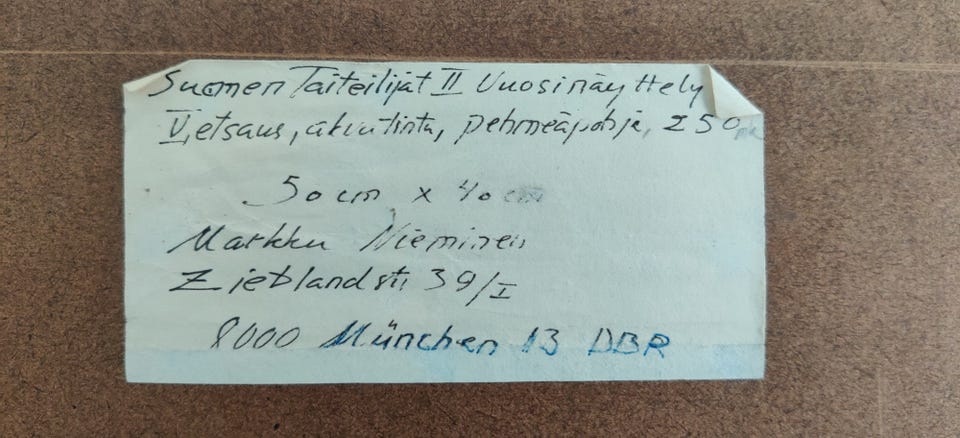 Suomen Taiteilijat II Vuosinäyttely
V, etsaus, akvatinta, pehmeäpohja, 250
50 cm x 40 cm
Markku Nieminen
Zieblandstr 39/I
8000 München 13 DBR